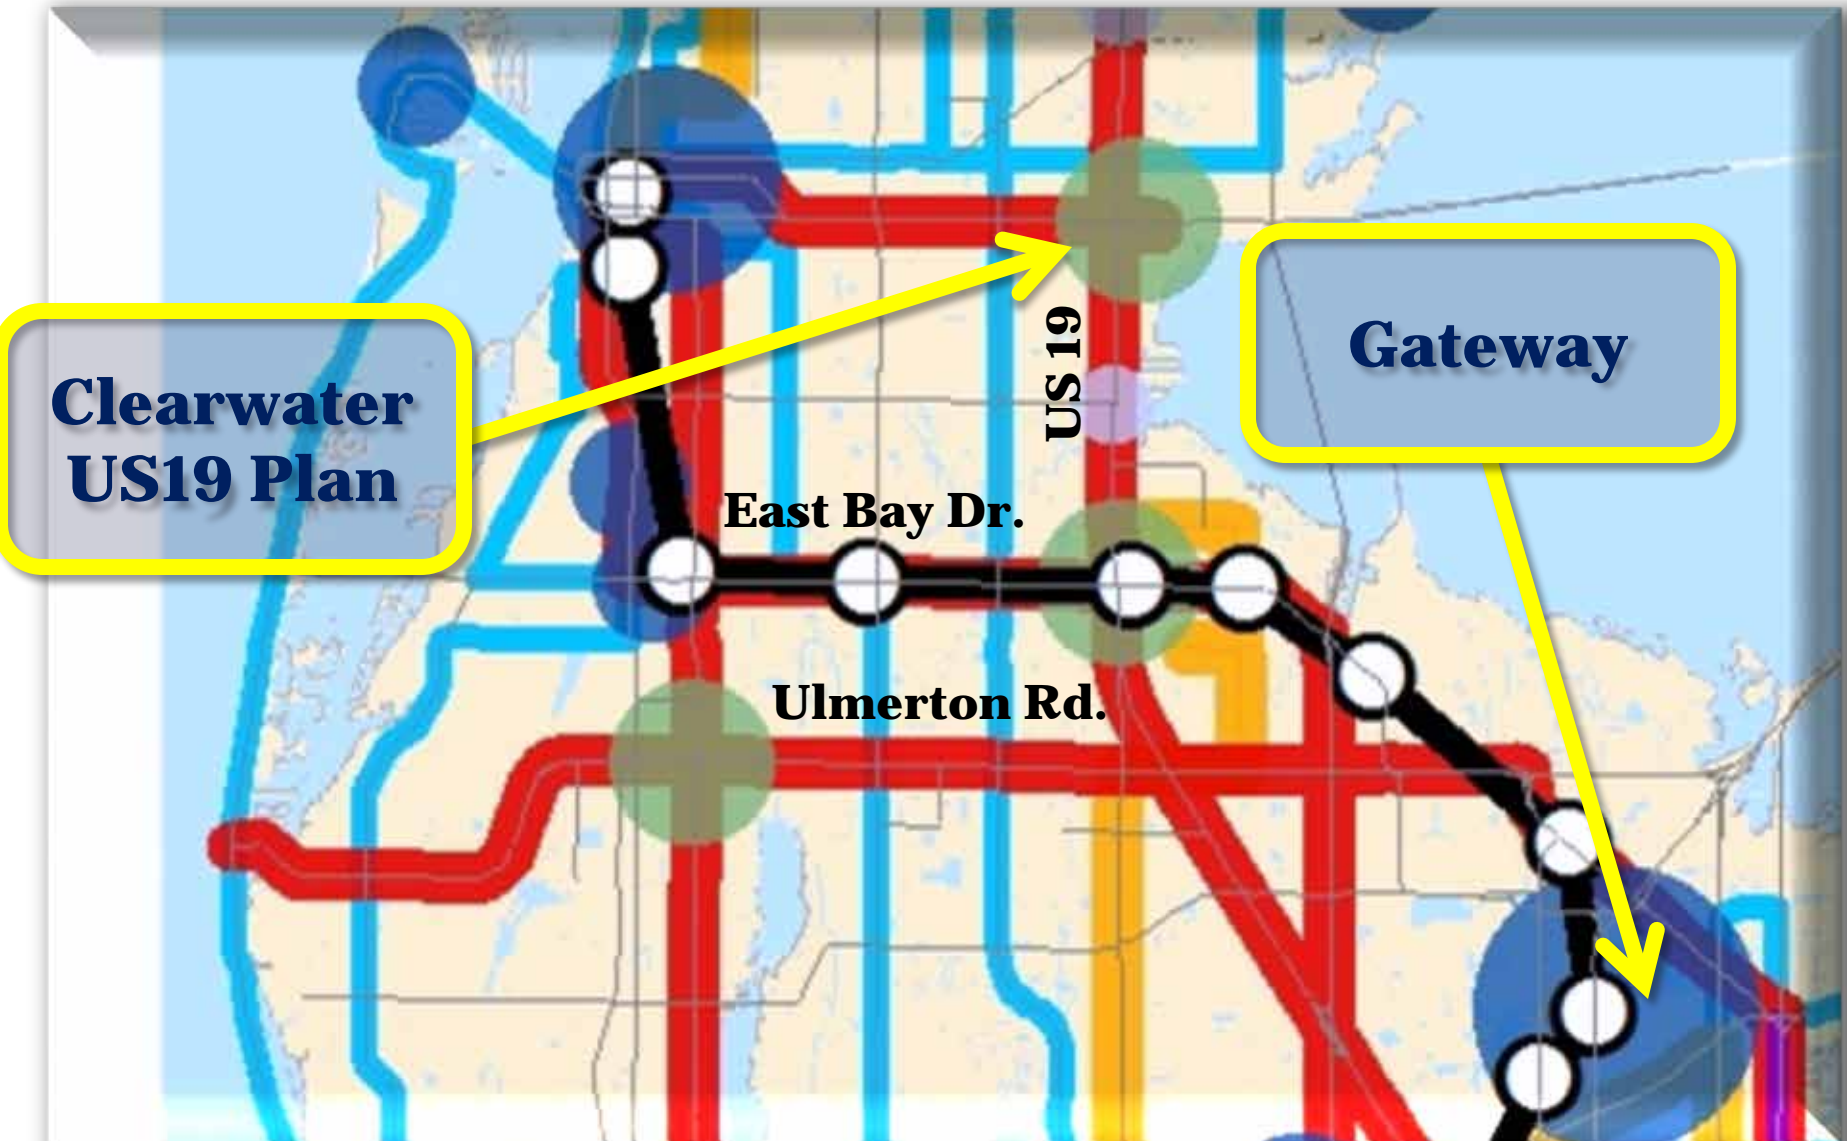 Clearwater
US19 Plan
US 19
Gateway
East Bay Dr.
Ulmerton Rd.